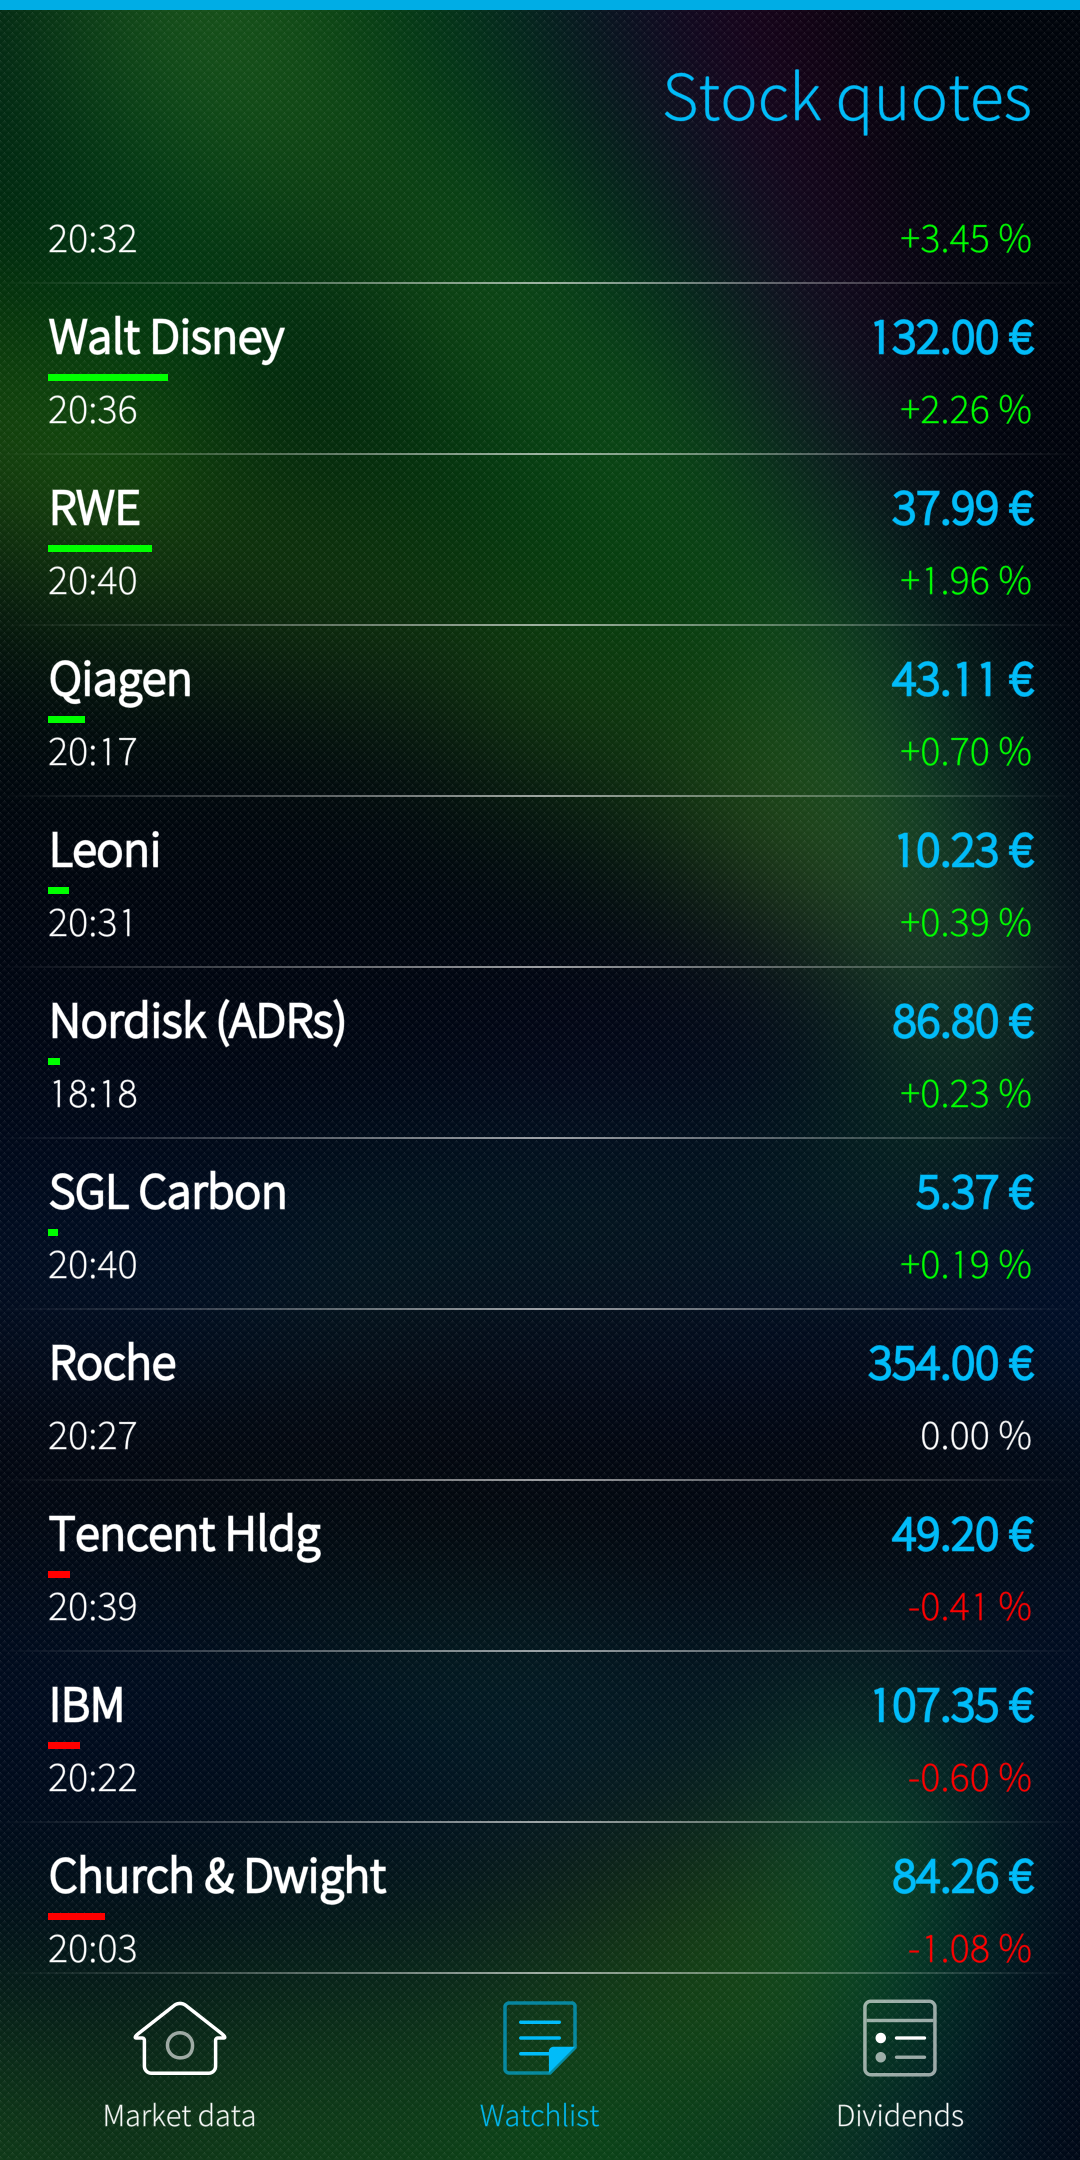 Stock quotes
20:32 +3.45 %
Walt Disney 132.00 €
20:36 +2.26 %
RWE 37.99 €
20:40 +1.96 %
Qiagen 43.11 €
20:17 +0.70 %
Leoni 10.23 €
20:31 +0.39 %
Nordisk (ADRs) 86.80 €
18:18 +0.23 %
SGL Carbon 5.37 €
20:40 +0.19 %
Roche 354.00 €
20:27 0.00 %
Tencent Hldg 49.20 €
20:39 -0.41 %
IBM 107.35 €
20:22 -0.60 %
Church & Dwight 84.26 €
20:03 -1.08 %
Market data Watchlist Dividends